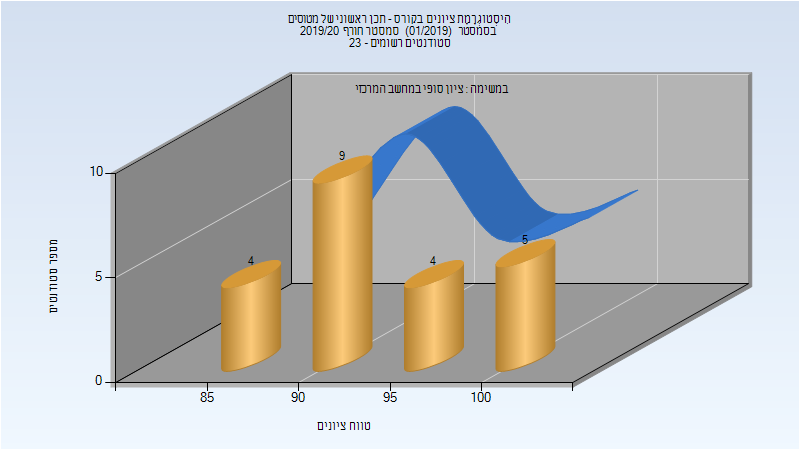 היסטוגרמת ציונים בקורס - תכן ראשוני של מטוסים
בסמסטר (01/2019) סמסטר חורף 2019/20
סטודנטים רשומים - 23
במשימה : ציון סופי במחשב המרכזי
10
5
0
מספר סטודנטים
4
9
4
5
85
90
95
100
טווח ציונים